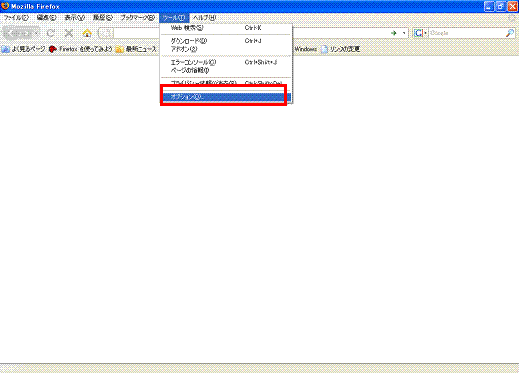 Mozilla Firefox
ファイル(F) 編集(E) 表示(V) 履歴(S) ブックマーク(B) ツール(T) ヘルプ(H)
Web 検索(S) Ctrl+K
Google
ダウンロード(D) Ctrl+J
よく見るページ Firefox を使ってみよう 最新ニュース Windows リンクの変更
アドオン(A)
エラーコンソール(C) Ctrl+Shift+J
ページの情報(I)
オプション(O)...